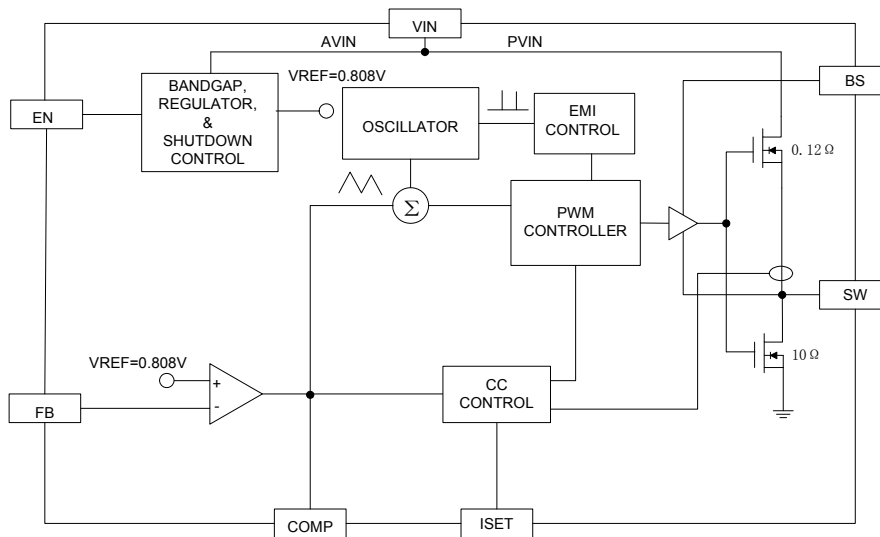 VIN
AVIN
PVIN
VREF=0.808V
BS
EN
BANDGAP,
REGULATOR,
&
SHUTDOWN
CONTROL
OSCILLATOR
EMI
CONTROL
0.12Ω
Σ
PWM
CONTROLLER
SW
VREF=0.808V
10Ω
+
-
FB
CC
CONTROL
COMP
ISET